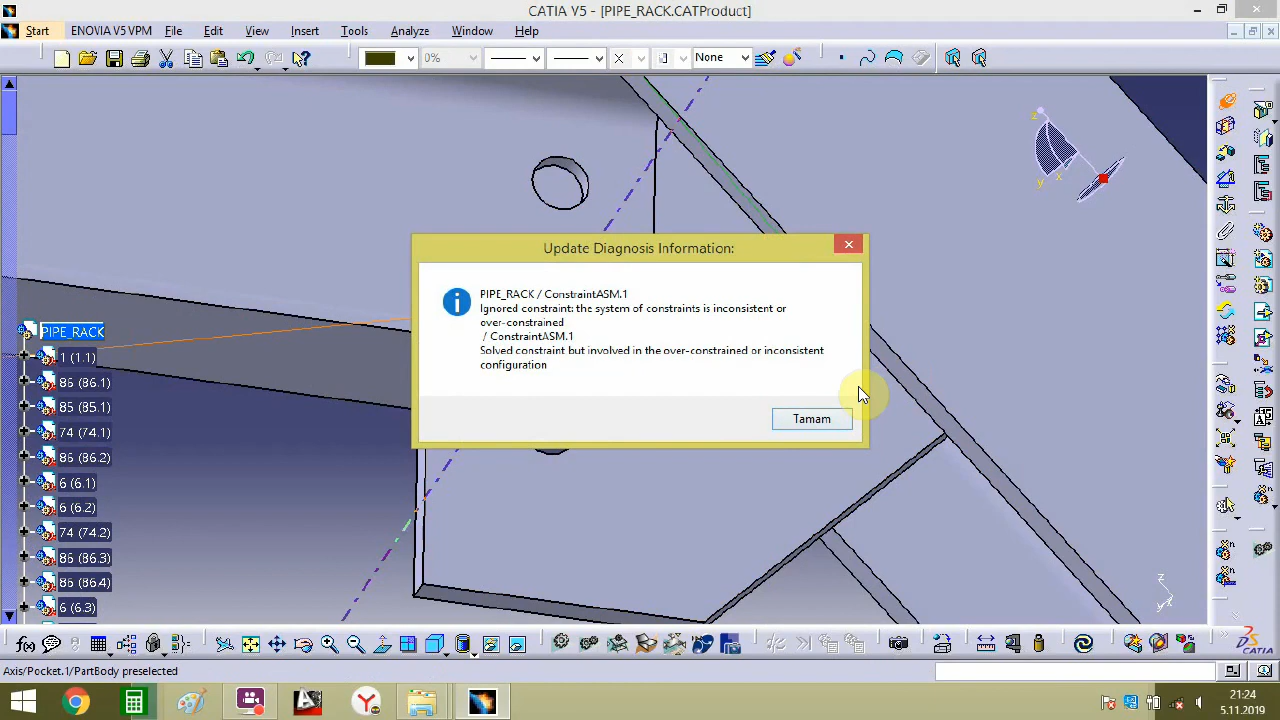 CATIA V5 - [PIPE_RACK.CATProduct]
Start ENOVIA V5 VPM File Edit View Insert Tools Analyze Window Help
0% None
z
y x
Update Diagnosis Information:
PIPE_RACK / ConstraintASM.1
Ignored constraint: the system of constraints is inconsistent or
over-constrained
/ ConstraintASM.1
Solved constraint but involved in the over-constrained or inconsistent
configuration
Tamam
PIPE_RACK
1 (1.1)
86 (86.1)
85 (85.1)
74 (74.1)
86 (86.2)
6 (6.1)
6 (6.2)
74 (74.2)
86 (86.3)
86 (86.4)
6 (6.3)
z
y x
f(x)
CATIA
Axis/Pocket.1/PartBody preselected
21:24
5.11.2019